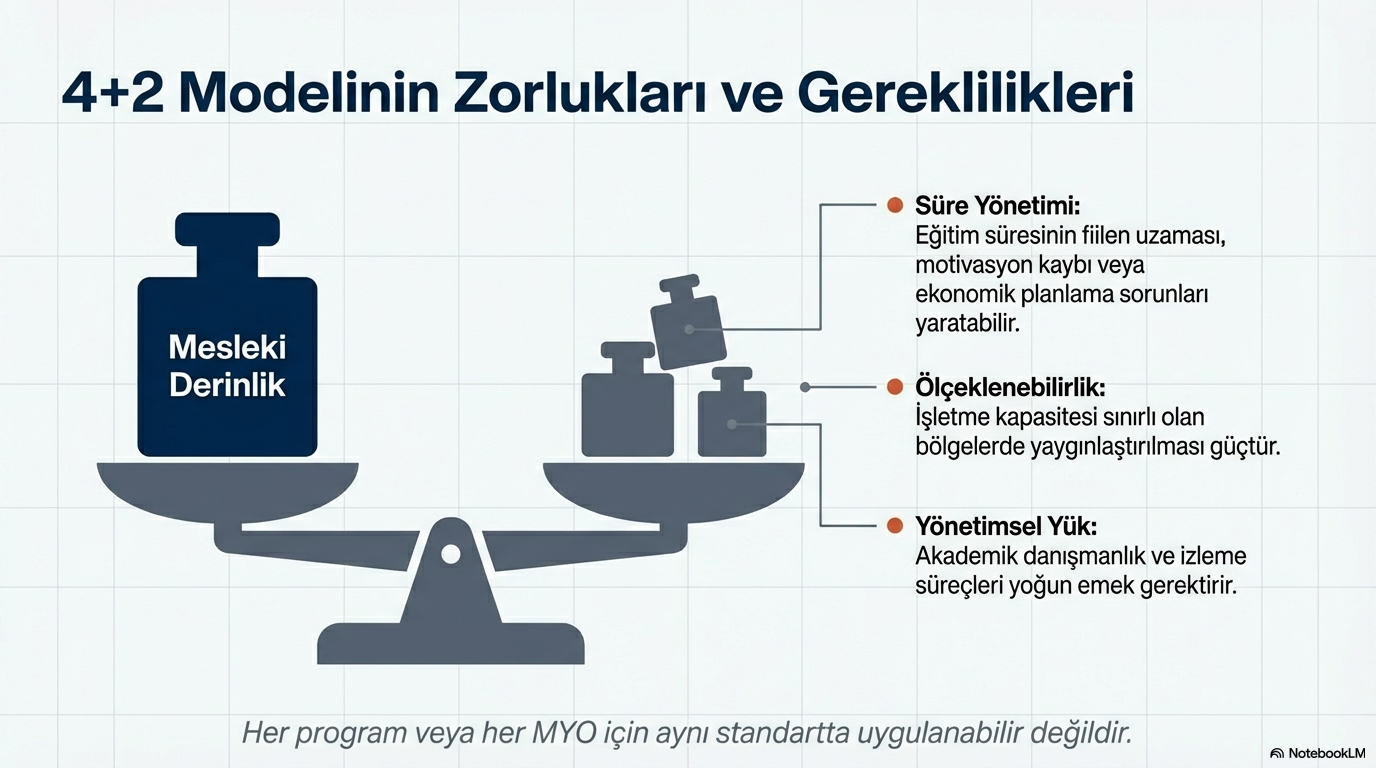 4+2 Modelinin Zorlukları ve Gereklilikleri
Mesleki
Derinlik
Süre Yönetimi:
Eğitim süresinin fiilen uzaması,
motivasyon kaybı veya
ekonomik planlama sorunları
yaratabilir.
Ölçeklenebilirlik:
İşletme kapasitesi sınırlı olan
bölgelerde yaygınlaştırılması güçtür.
Yönetimsel Yük:
Akademik danışmanlık ve izleme
süreçleri yoğun emek gerektirir.
Her program veya her MYO için aynı standartta uygulanabilir değildir.
NotebookLM